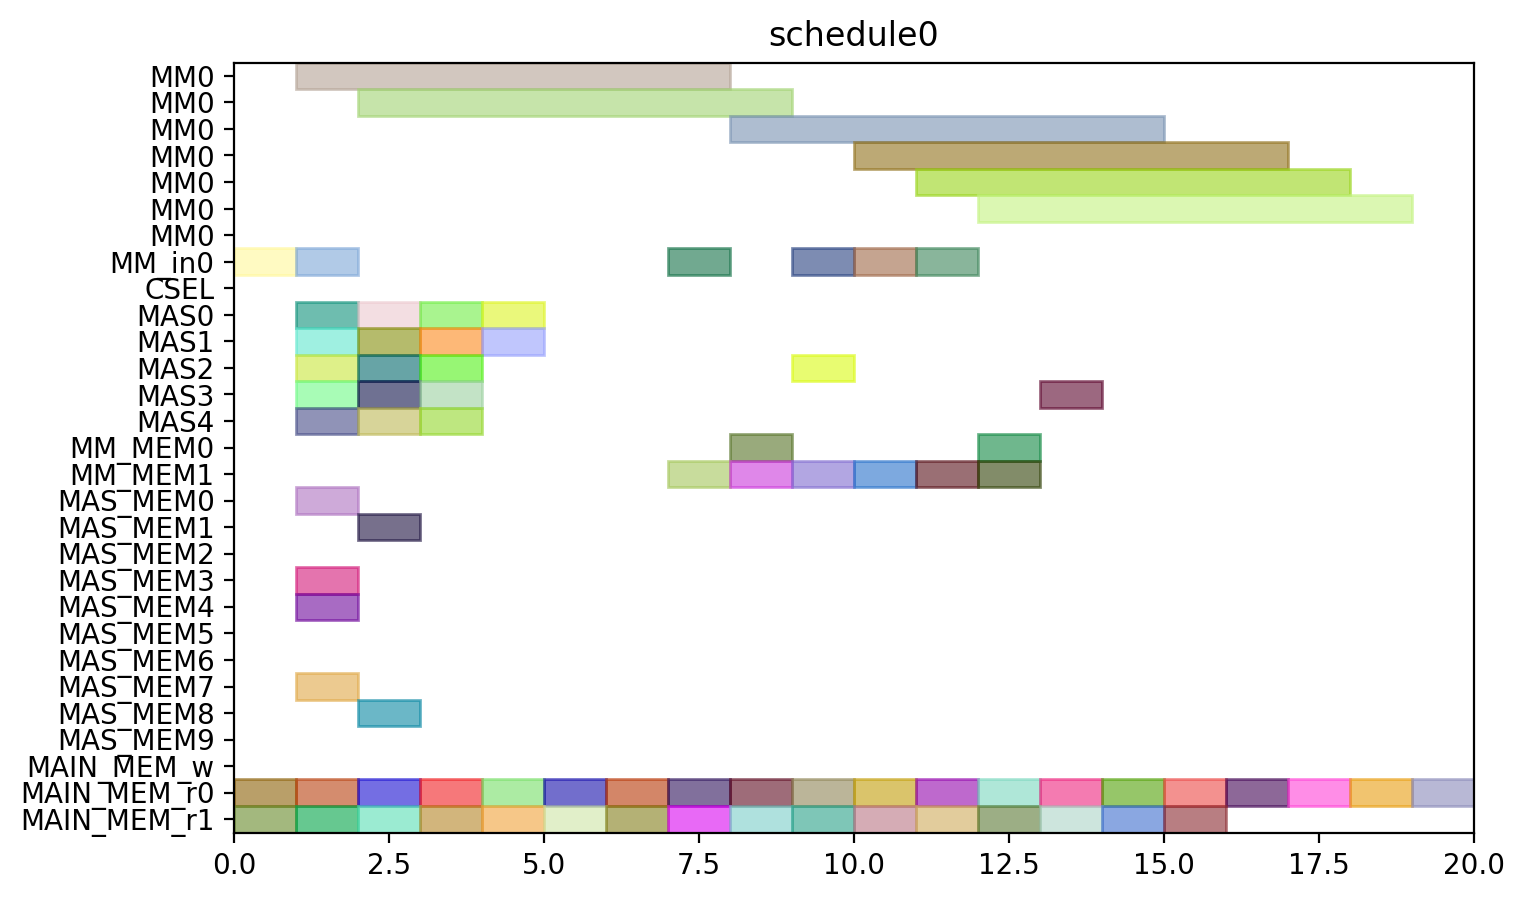 schedule0
MM0
MM0
MM0
MM0
MM0
MM0
MM0
MM_in0
CSEL
MAS0
MAS1
MAS2
MAS3
MAS4
MM_MEM0
MM_MEM1
MAS_MEM0
MAS_MEM1
MAS_MEM2
MAS_MEM3
MAS_MEM4
MAS_MEM5
MAS_MEM6
MAS_MEM7
MAS_MEM8
MAS_MEM9
MAIN_MEM_w
MAIN_MEM_r0
MAIN_MEM_r1
0.0 2.5 5.0 7.5 10.0 12.5 15.0 17.5 20.0